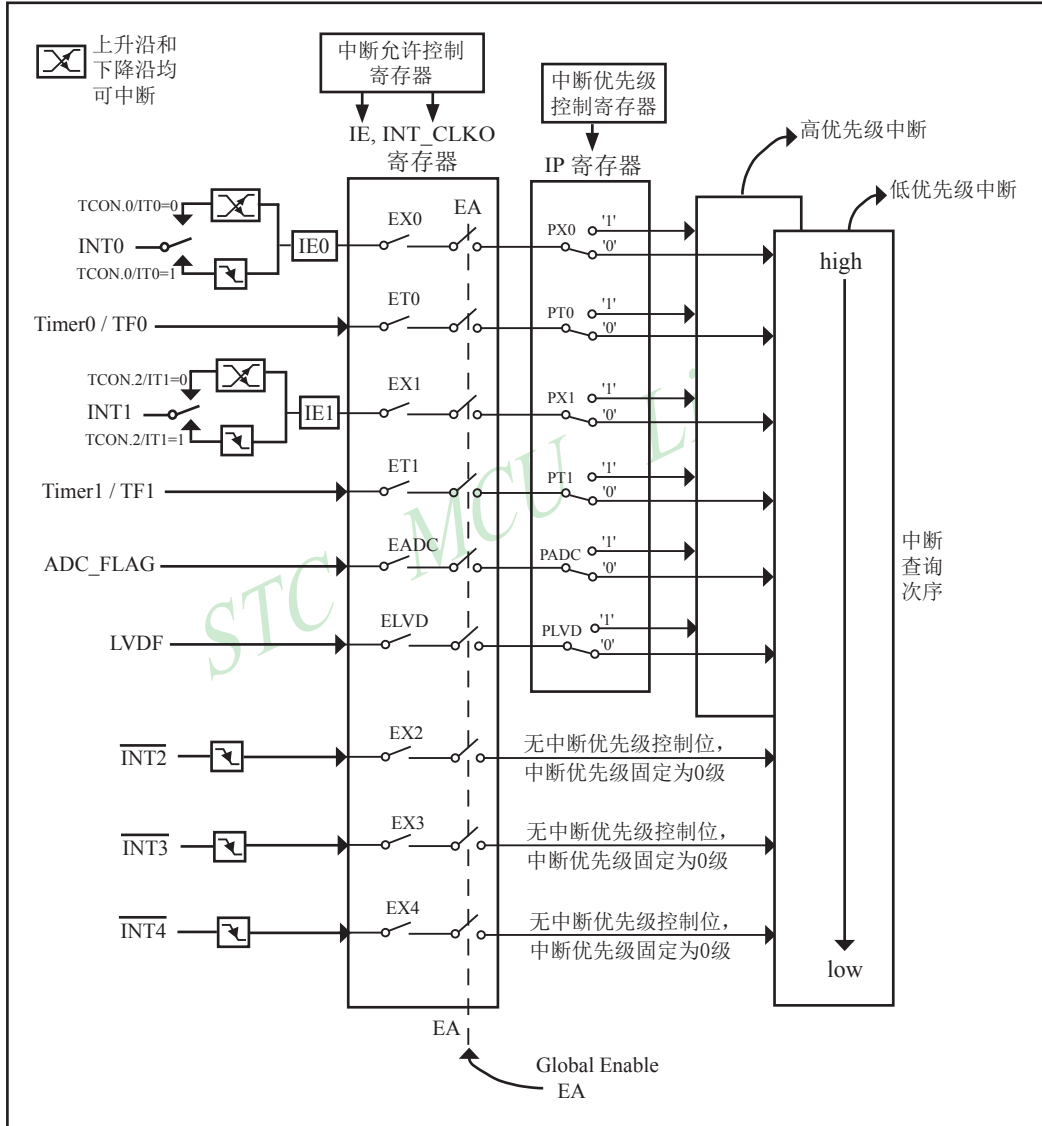 上升沿和
下降沿均
可中断
中断允许控制
寄存器
IE, INT_CLKO
寄存器
中断优先级
控制寄存器
IP 寄存器
高优先级中断
低优先级中断
TCON.0/IT0=0
INT0
TCON.0/IT0=1
IE0
EX0
EA
PX0
'1'
'0'
high
Timer0 / TF0
ET0
PT0
'1'
'0'
TCON.2/IT1=0
INT1
TCON.2/IT1=1
IE1
EX1
PX1
'1'
'0'
Timer1 / TF1
ET1
PT1
'1'
'0'
ADC_FLAG
EADC
PADC
'1'
'0'
中断
查询
次序
LVDF
ELVD
PLVD
'1'
'0'
STC MCU Li
INT2
EX2
无中断优先级控制位，
中断优先级固定为0级
INT3
EX3
无中断优先级控制位，
中断优先级固定为0级
INT4
EX4
无中断优先级控制位，
中断优先级固定为0级
low
EA
Global Enable
EA